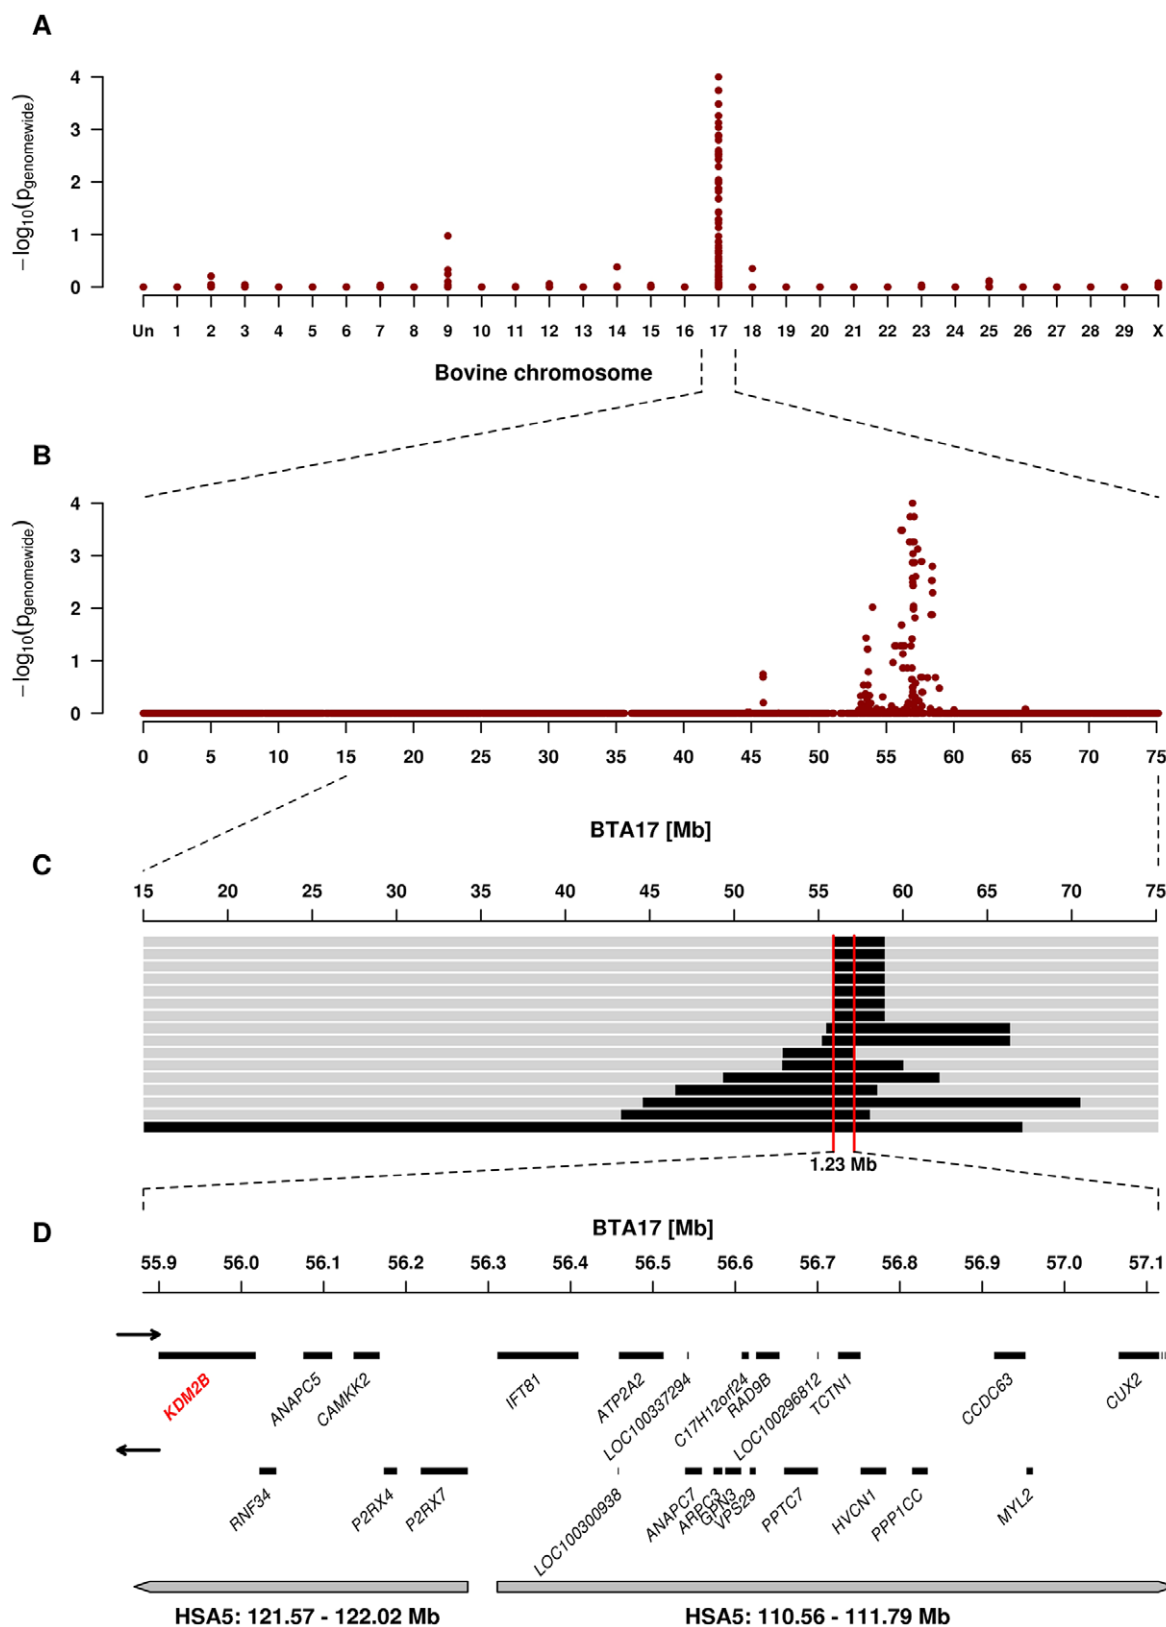 A
− log10(pgenomewide)
4
3
2
1
0
Un 1 2 3 4 5 6 7 8 9 10 11 12 13 14 15 16 17 18 19 20 21 22 23 24 25 26 27 28 29 X
Bovine chromosome
B
− log10(pgenomewide)
4
3
2
1
0
0 5 10 15 20 25 30 35 40 45 50 55 60 65 70 75
BTA17 [Mb]
C
15 20 25 30 35 40 45 50 55 60 65 70 75
1.23 Mb
D
BTA17 [Mb]
55.9 56.0 56.1 56.2 56.3 56.4 56.5 56.6 56.7 56.8 56.9 57.0 57.1
KDM2B ANAPC5 CAMKK2 IFT81 ATP2A2 LOC100337294 C17H12orf24 RAD9B LOC100296812 TCTN1 CCDC63 CUX2
RNF34 P2RX4 P2RX7 LOC100300938 ANAPC7 ARPC3 GPN3 VPS29 PPTC7 HVCN1 PPP1CC MYL2
HSA5: 121.57 - 122.02 Mb HSA5: 110.56 - 111.79 Mb